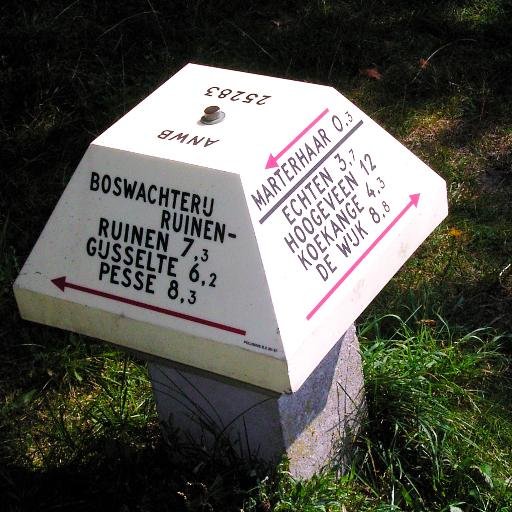 25283
ANWB
BOSWACHTERIJ
RUINEN-
RUINEN 7,3
GIJSSELTE 6,2
PESSE 8,3
MARTERHAAR 0,3
ECHTEN 3,7
HOOGEVEEN 12
KOEKANGE 4,3
DE WIJK 8,8